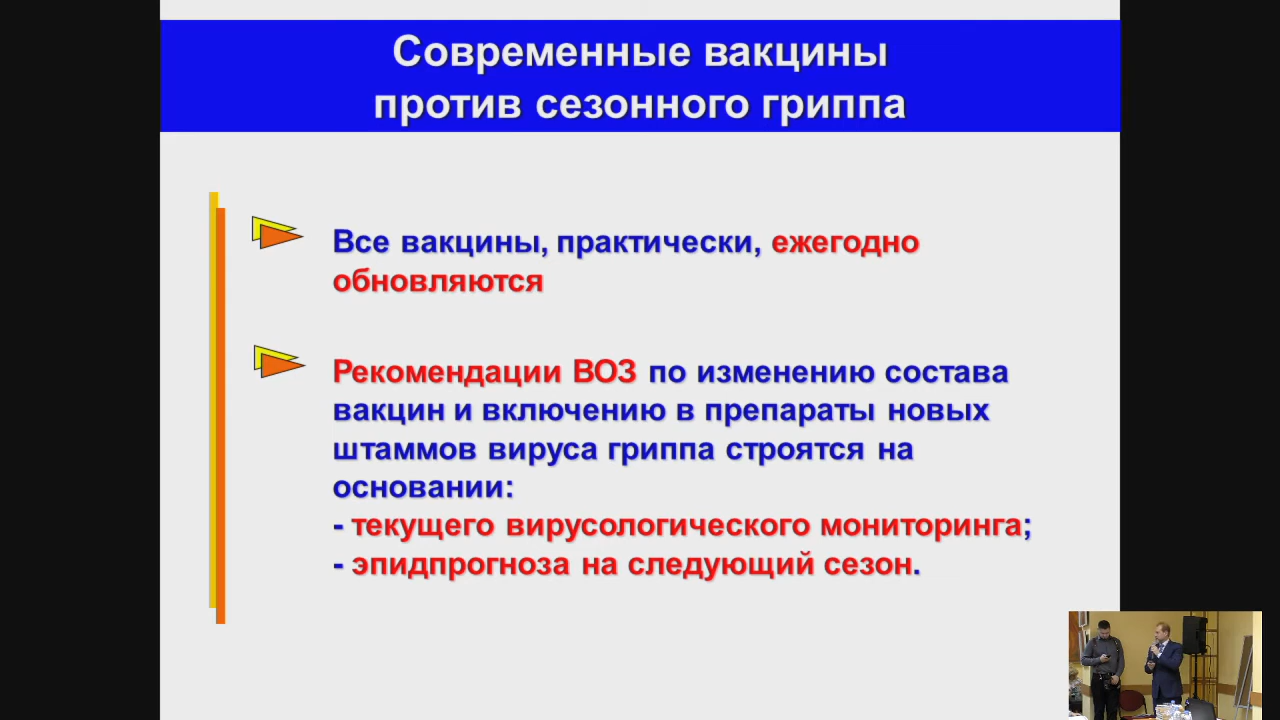 Современные вакцины
против сезонного гриппа
Все вакцины, практически, ежегодно
обновляются
Рекомендации ВОЗ по изменению состава
вакцин и включению в препараты новых
штаммов вируса гриппа строятся на
основании:
- текущего вирусологического мониторинга;
- эпидпрогноза на следующий сезон.